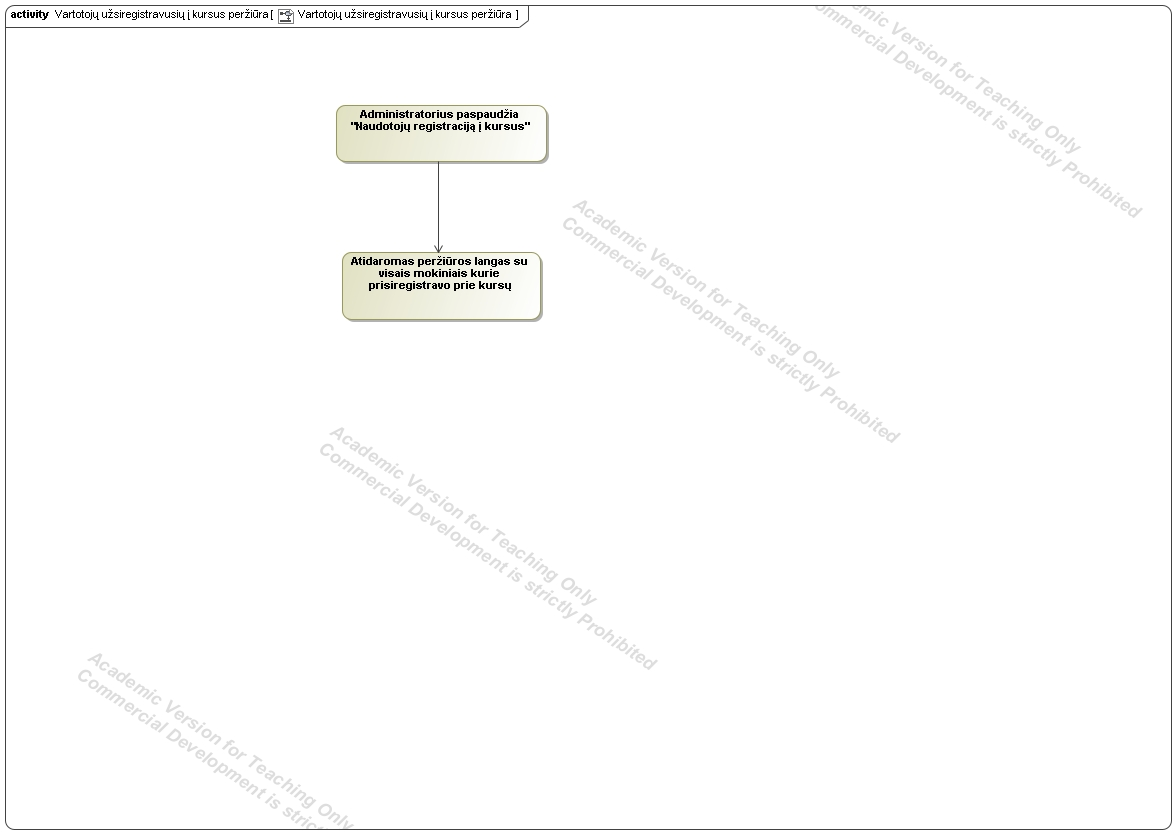 activity Vartotojų užsiregistravusių į kursus peržiūra [ Vartotojų užsiregistravusių į kursus peržiūra ]
Administratorius paspaudžia
"Naudotojų registraciją į kursus"
Atidaromas peržiūros langas su
visais mokiniais kurie
prisiregistravo prie kursų
Academic Version for Teaching Only
Commercial Development is strictly Prohibited
Academic Version for Teaching Only
Commercial Development is strictly Prohibited
Academic Version for Teaching Only
Commercial Development is strictly Prohibited
Academic Version for Teaching Only
Commercial Development is